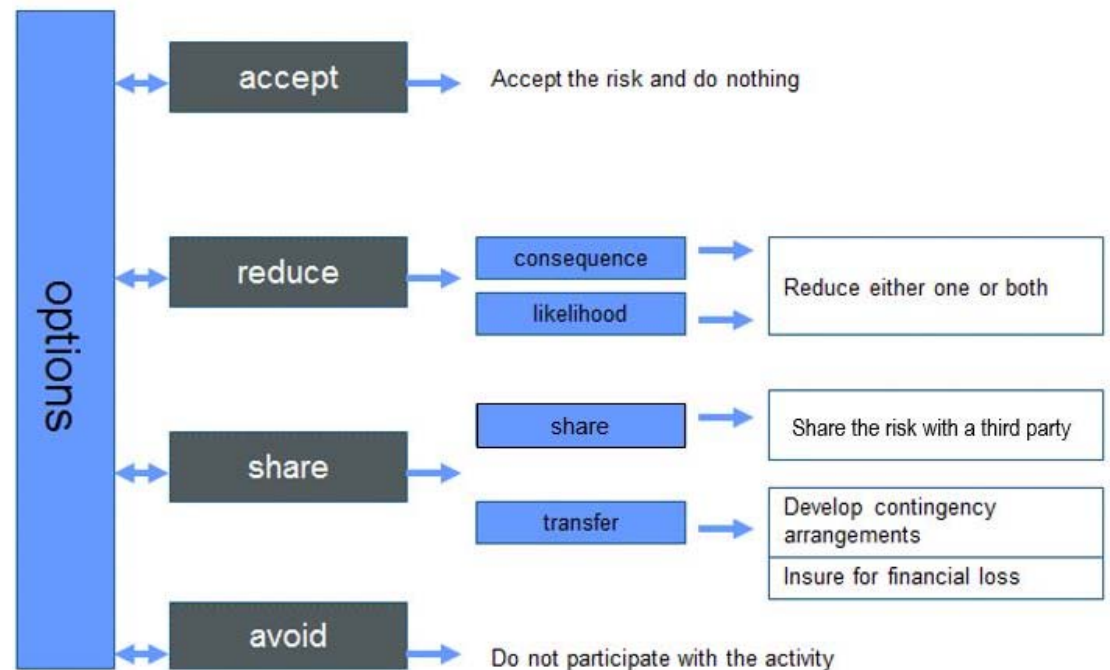 options
accept
Accept the risk and do nothing
reduce
consequence
likelihood
Reduce either one or both
share
share
Share the risk with a third party
transfer
Develop contingency
arrangements
Insure for financial loss
avoid
Do not participate with the activity